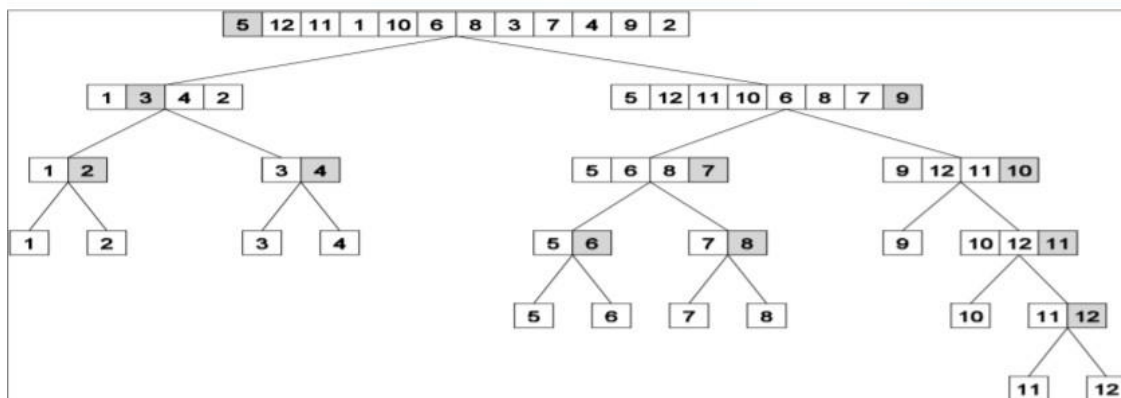 5 12 11 1 10 6 8 3 7 4 9 2
1 3 4 2 5 12 11 10 6 8 7 9
1 2 3 4 5 6 8 7 9 12 11 10
1 2 3 4 5 6 7 8 9 10 12 11
5 6 7 8 10 11 12
11 12